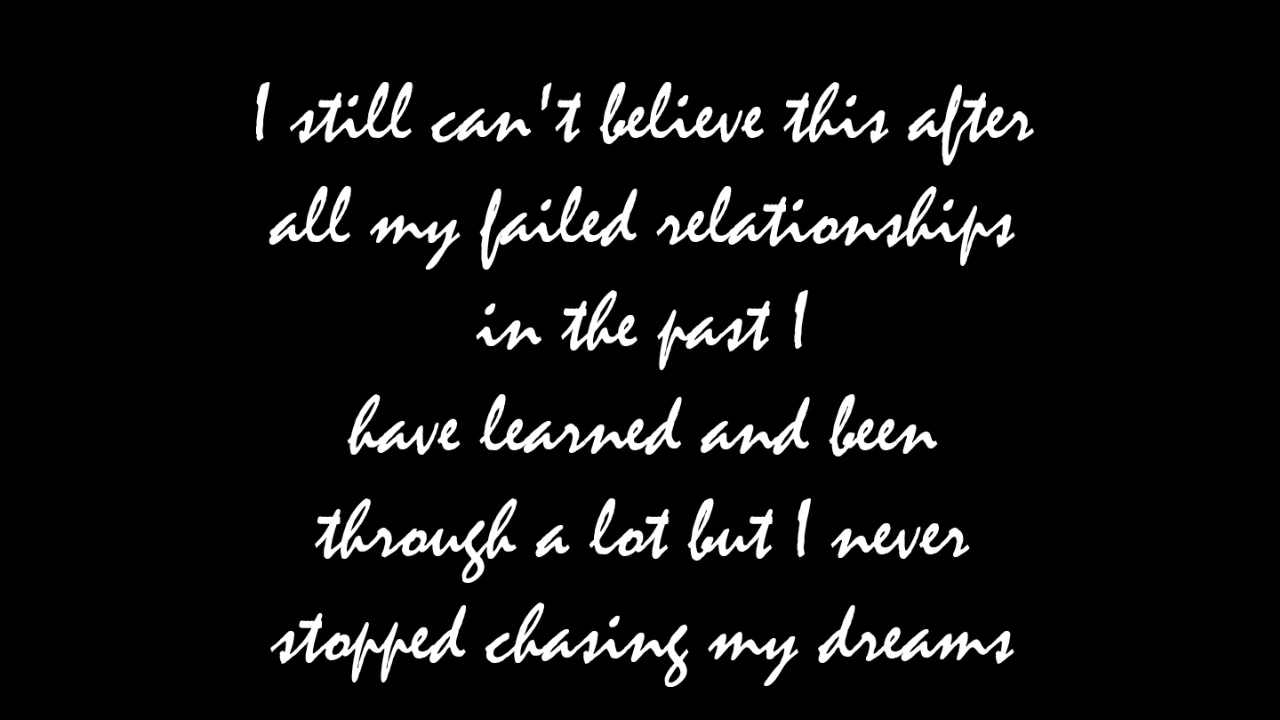 I still can't believe this after
all my failed relationships
in the past I
have learned and been
through a lot but I never
stopped chasing my dreams